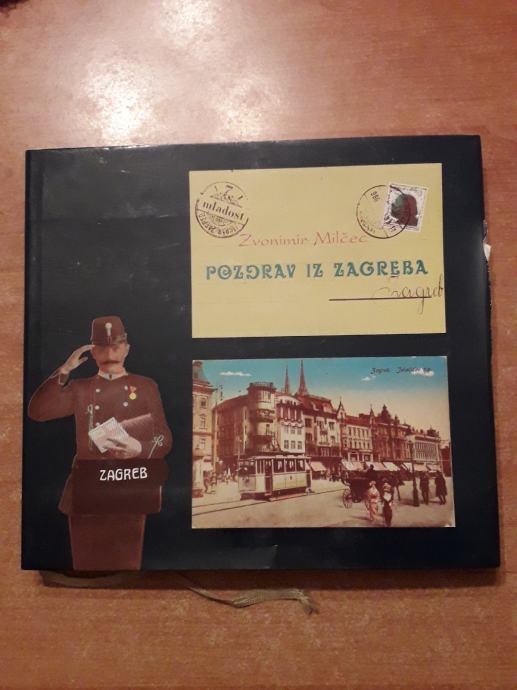 mladost
Zvonimir Milčec
POZDRAV IZ ZAGREBA
Zagreb
Zagreb.
ZAGREB